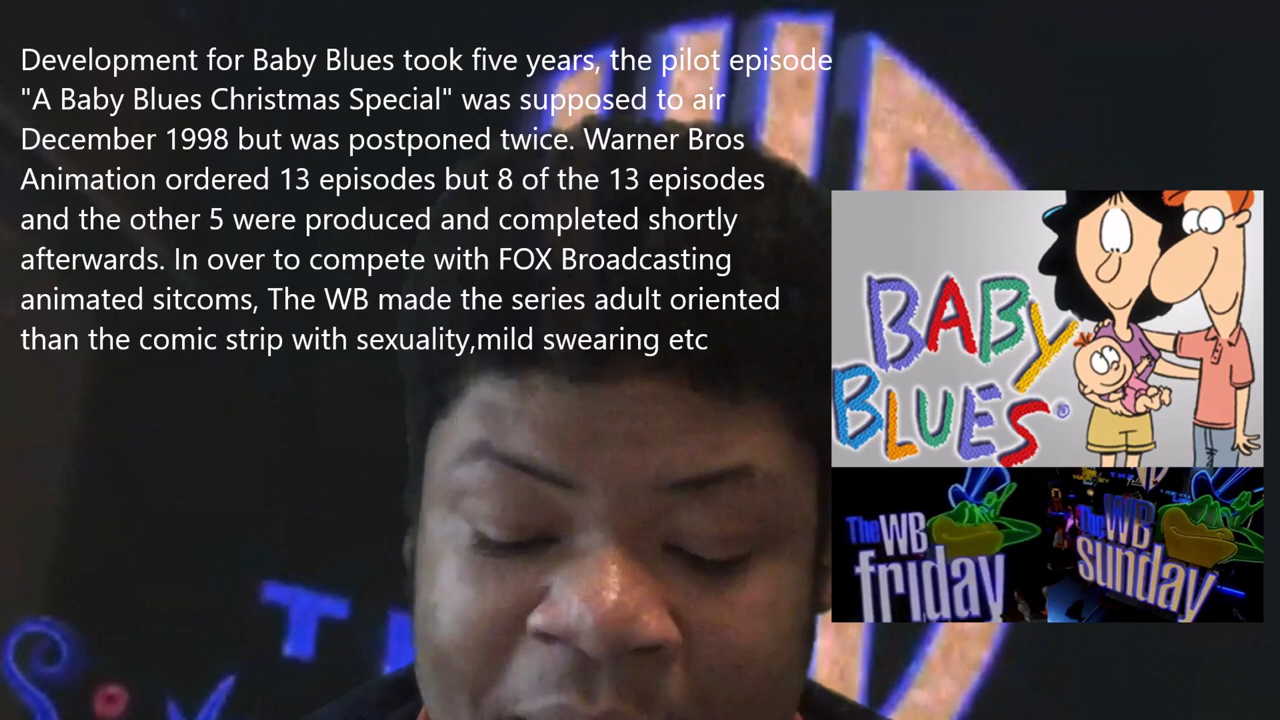 Development for Baby Blues took five years, the pilot episode
"A Baby Blues Christmas Special" was supposed to air
December 1998 but was postponed twice. Warner Bros
Animation ordered 13 episodes but 8 of the 13 episodes
and the other 5 were produced and completed shortly
afterwards. In over to compete with FOX Broadcasting
animated sitcoms, The WB made the series adult oriented
than the comic strip with sexuality,mild swearing etc
BABY
BLUES®
The WB
friday
The WB
sunday